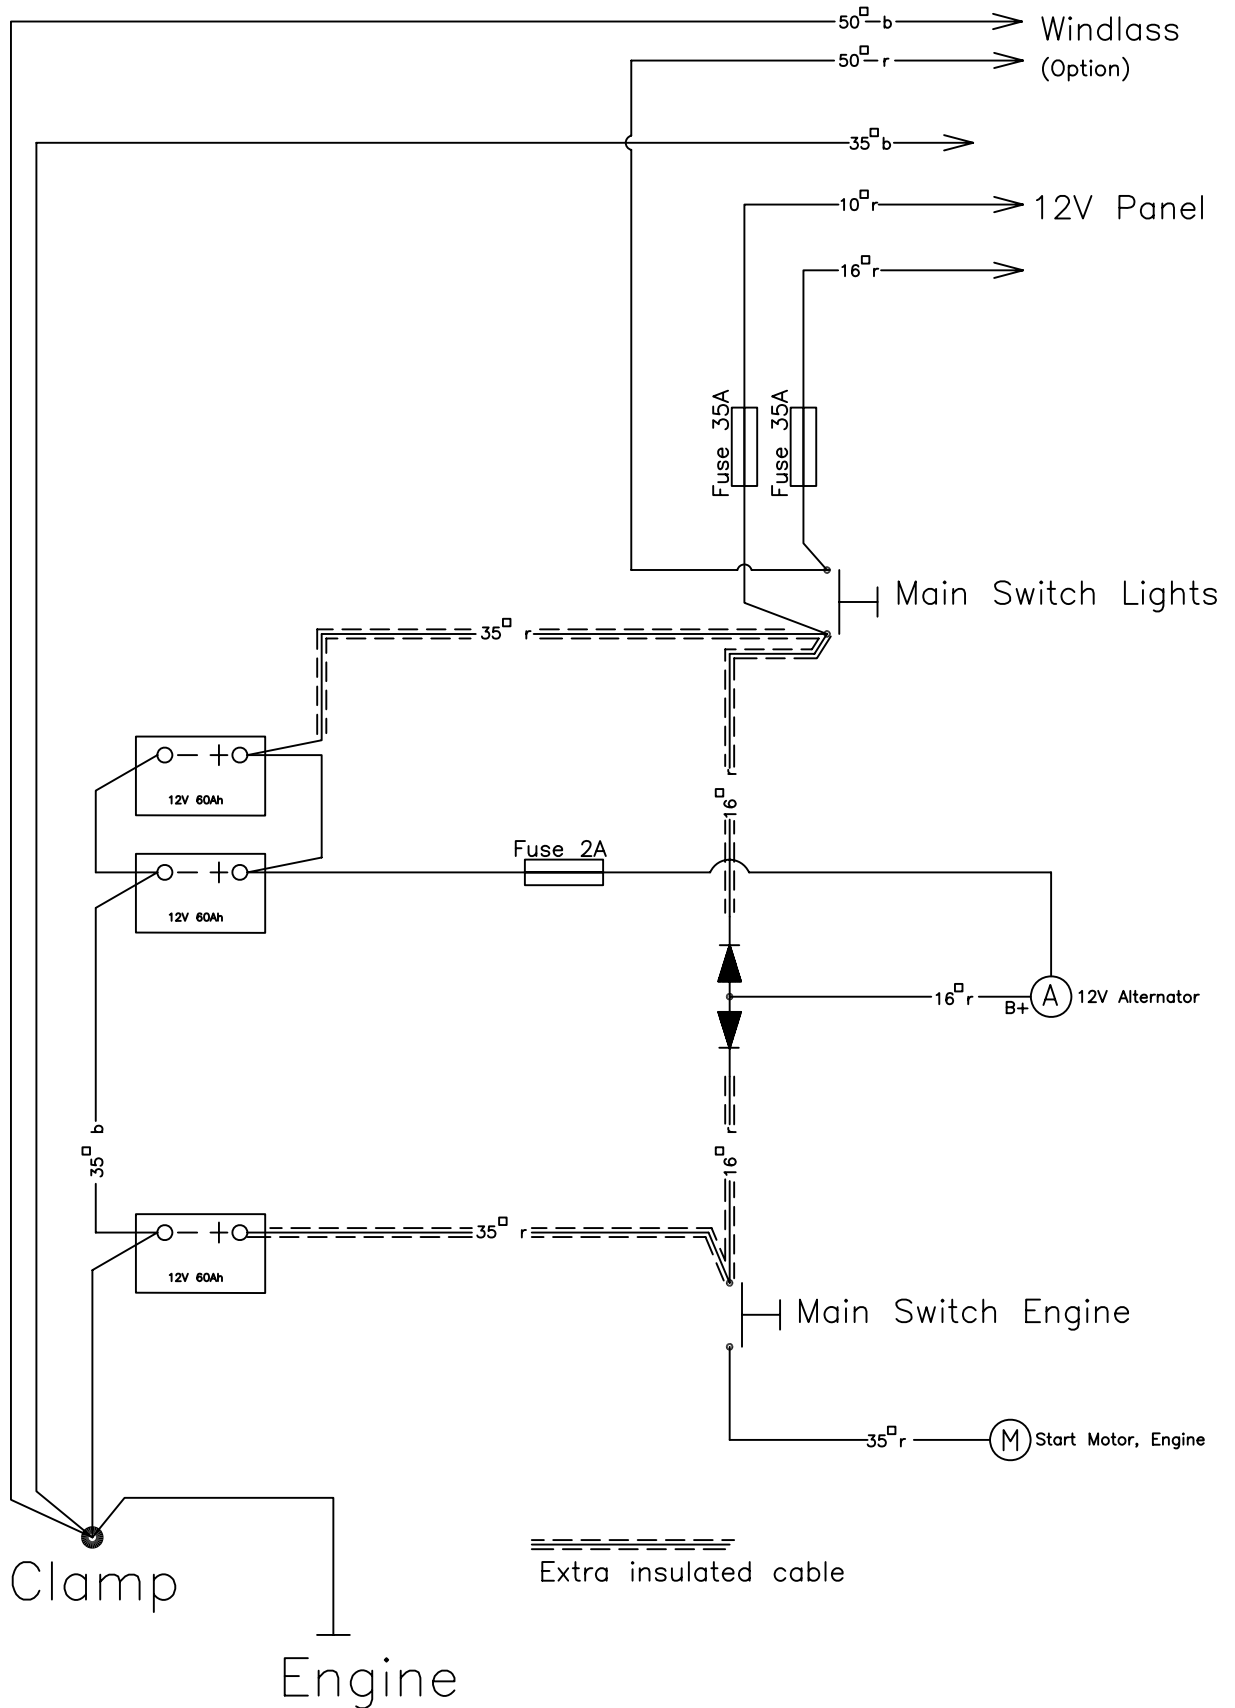 50□ b
Windlass
50□ r
(Option)
35□ b
10□ r
12V Panel
16□ r
Fuse 35A
Fuse 35A
Main Switch Lights
35□ r
16□ r
12V 60Ah
Fuse 2A
12V 60Ah
16□ r
B+
A
12V Alternator
35□ b
16□ r
35□ r
12V 60Ah
Main Switch Engine
35□ r
M
Start Motor, Engine
Extra insulated cable
Clamp
Engine